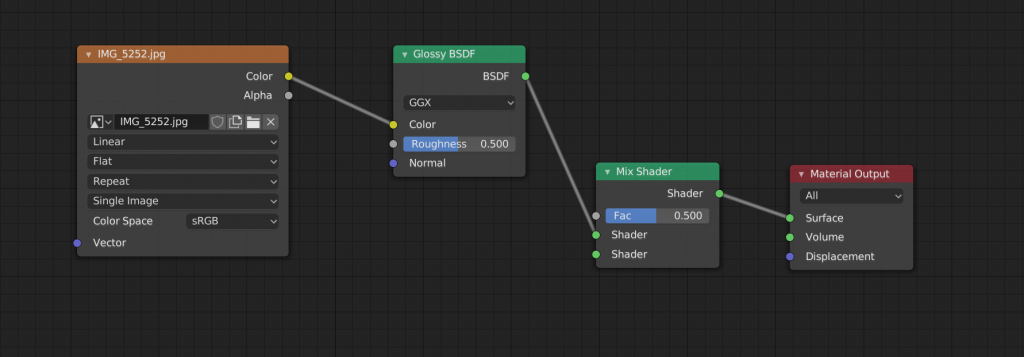 IMG_5252.jpg
Color
Alpha
IMG_5252.jpg
Linear
Flat
Repeat
Single Image
Color Space sRGB
Vector
Glossy BSDF
BSDF
GGX
Color
Roughness 0.500
Normal
Mix Shader
Shader
Fac 0.500
Shader
Shader
Material Output
All
Surface
Volume
Displacement